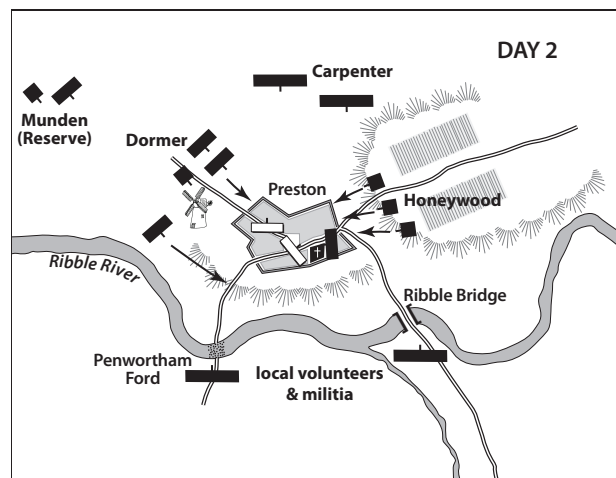 DAY 2
Carpenter
Munden
(Reserve)
Dormer
Preston
Honeywood
Ribble River
Ribble Bridge
Penwortham
Ford
local volunteers
& militia